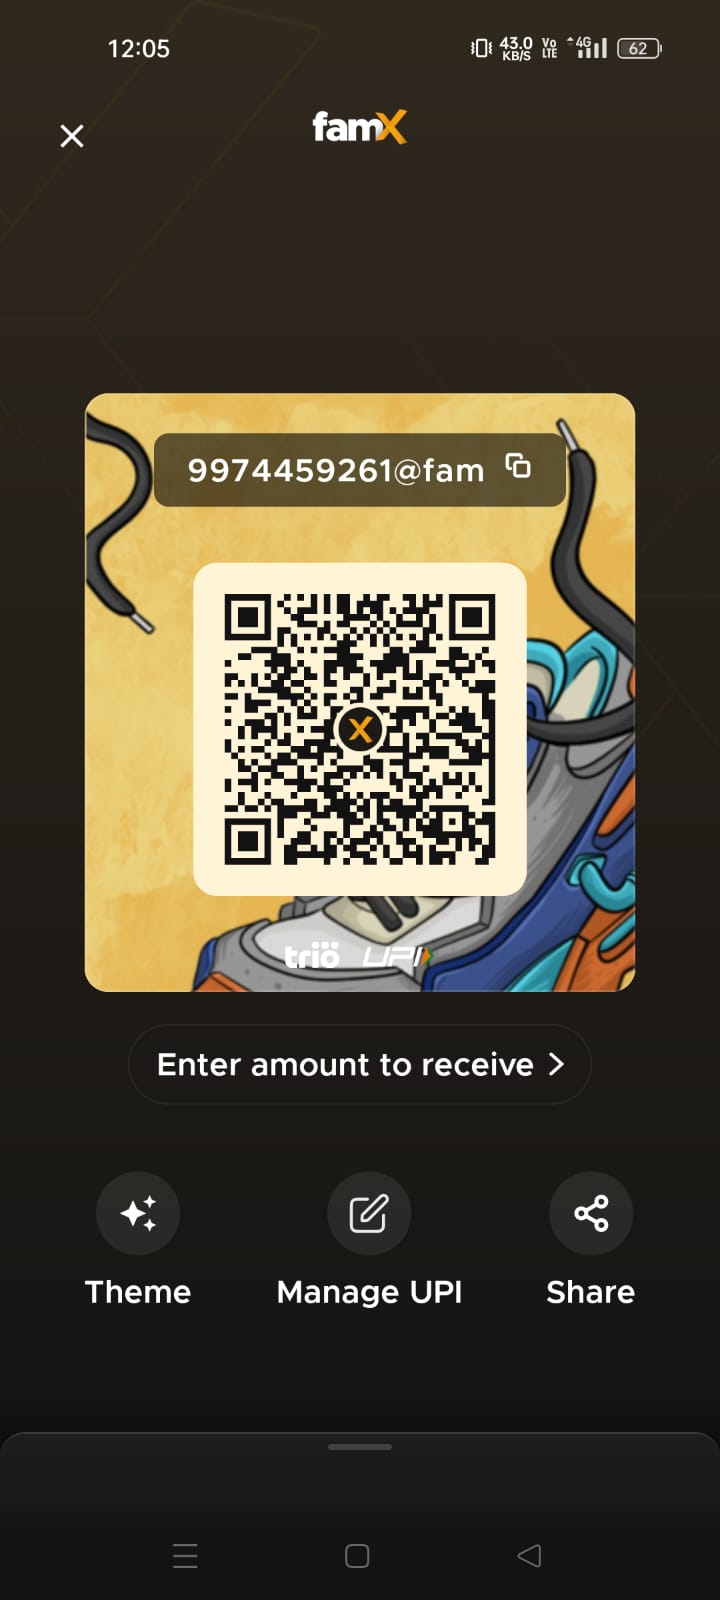 12:05
43.0 KB/S Vo LTE 4G 62
famX
9974459261@fam
X
trio UPI
Enter amount to receive
Theme Manage UPI Share